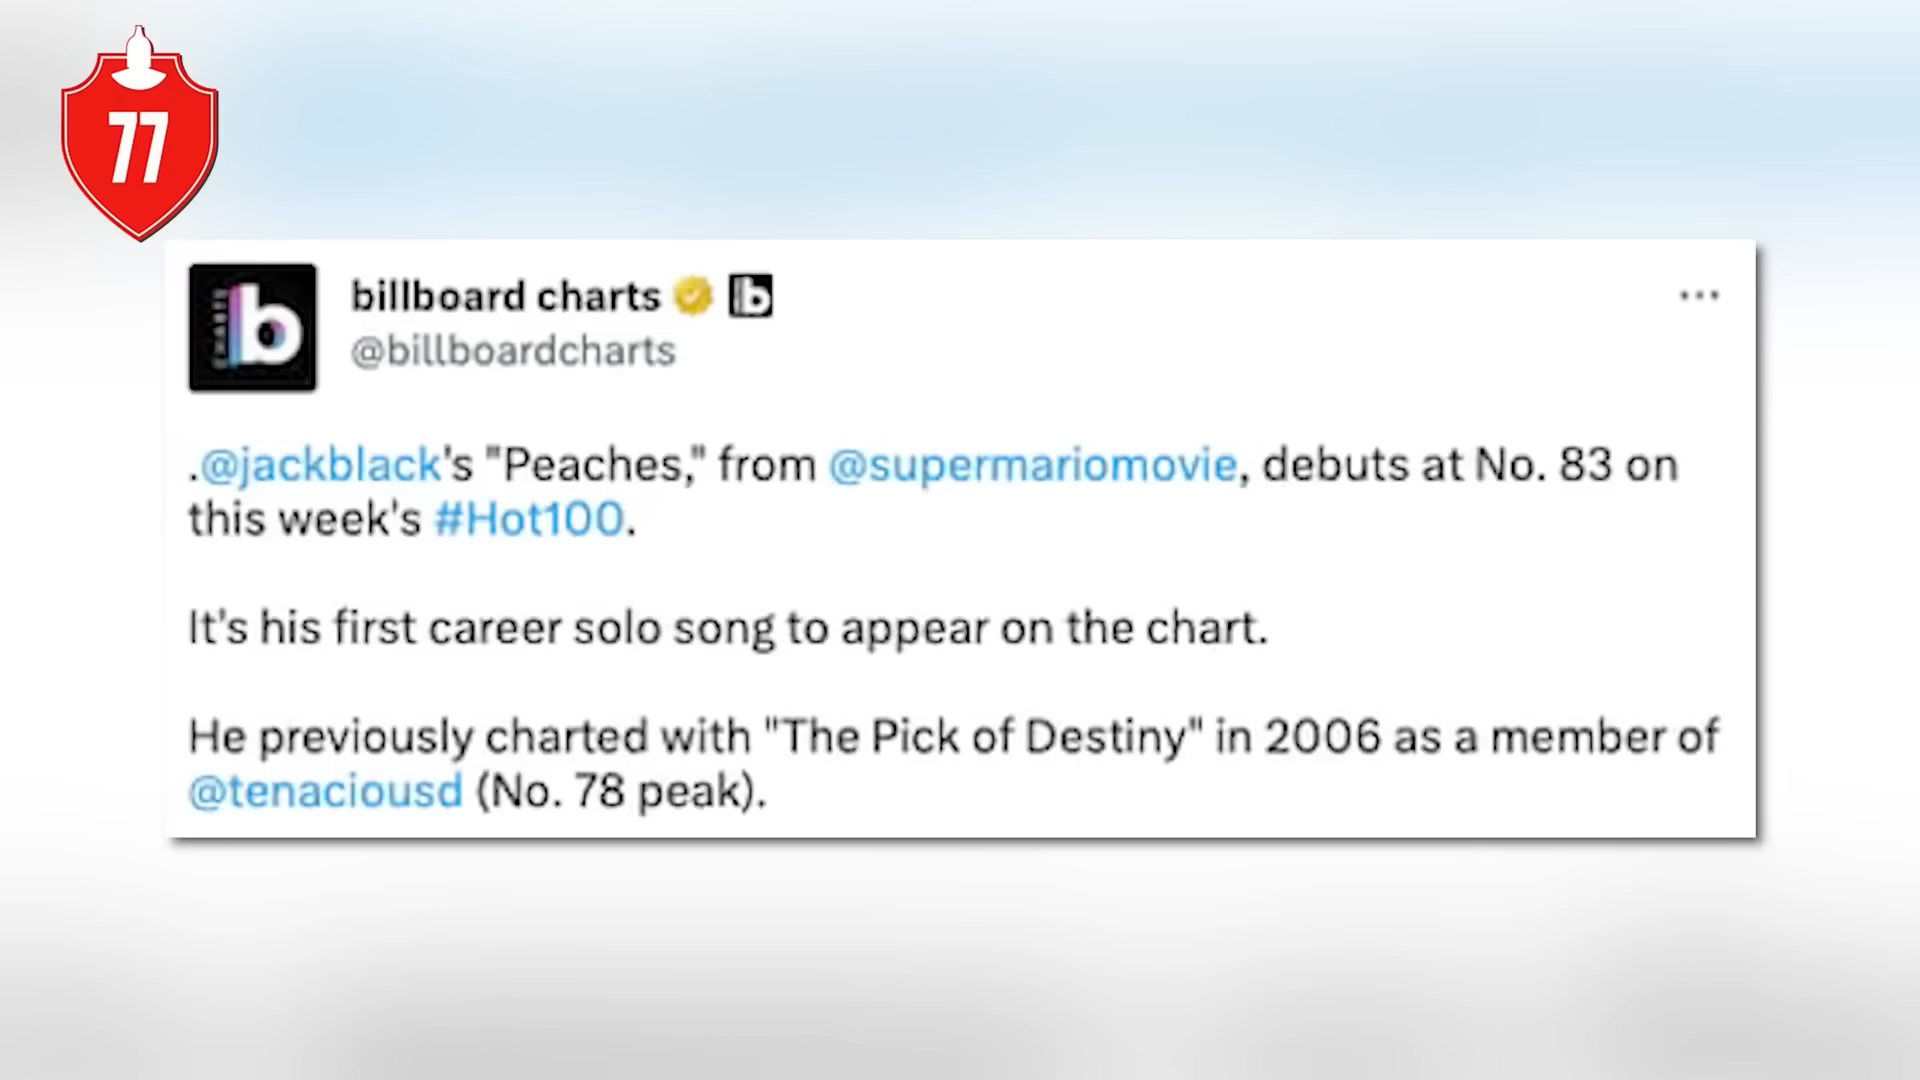 77
billboard charts
@billboardcharts
.@jackblack's "Peaches," from @supermariomovie, debuts at No. 83 on
this week's #Hot100.
It's his first career solo song to appear on the chart.
He previously charted with "The Pick of Destiny" in 2006 as a member of
@tenaciousd (No. 78 peak).